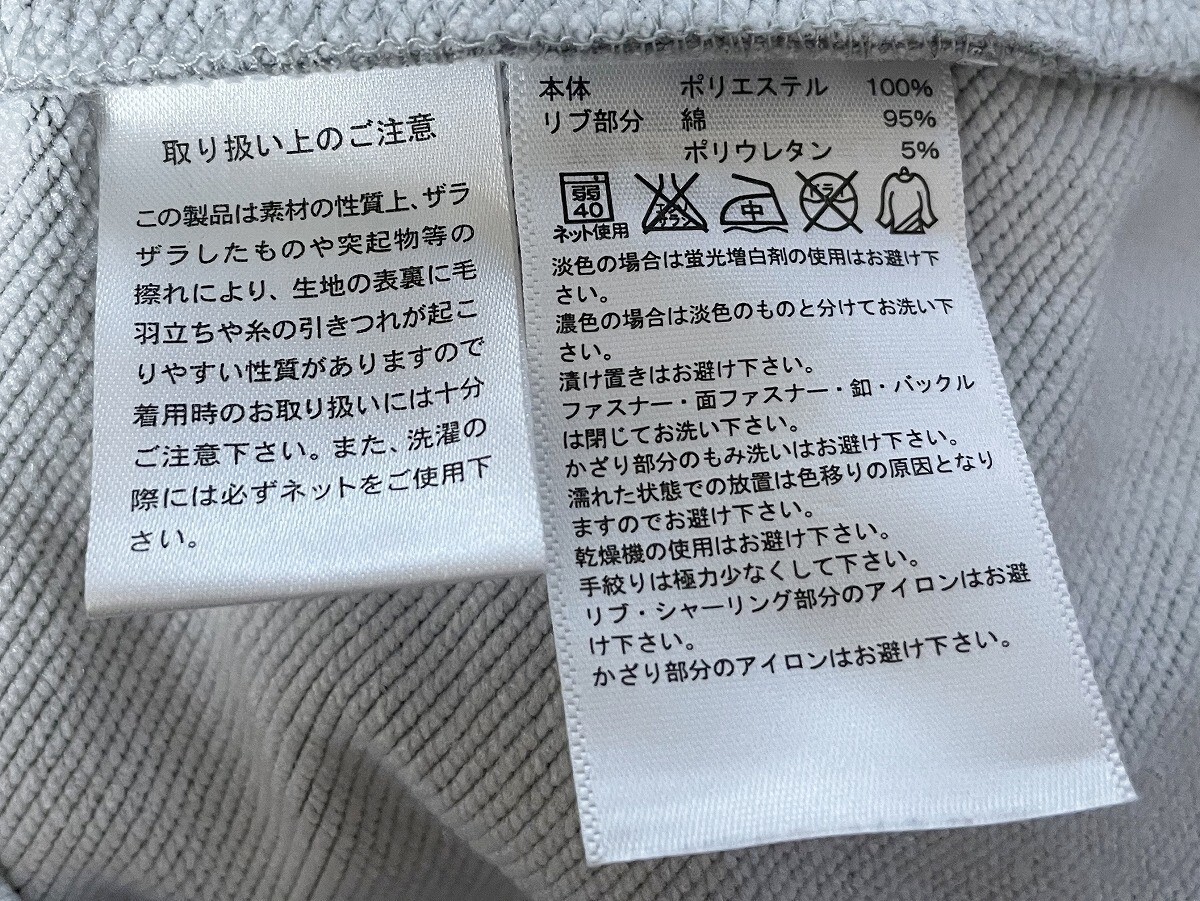 取り扱い上のご注意
この製品は素材の性質上、ザラ
ザラしたものや突起物等の
擦れにより、生地の表裏に毛
羽立ちや糸の引きつれが起こ
りやすい性質がありますので
着用時のお取り扱いには十分
ご注意下さい。また、洗濯の
際には必ずネットをご使用下
さい。
本体 ポリエステル 100%
リブ部分 綿 95%
ポリウレタン 5%
弱
40
エンソ
サラシ
中
ドライ
ネット使用
淡色の場合は蛍光増白剤の使用はお避け下
さい。
濃色の場合は淡色のものと分けてお洗い下
さい。
漬け置きはお避け下さい。
ファスナー・面ファスナー・釦・バックル
は閉じてお洗い下さい。
かざり部分のもみ洗いはお避け下さい。
濡れた状態での放置は色移りの原因となり
ますのでお避け下さい。
乾燥機の使用はお避け下さい。
手絞りは極力少なくして下さい。
リブ・シャーリング部分のアイロンはお避
け下さい。
かざり部分のアイロンはお避け下さい。